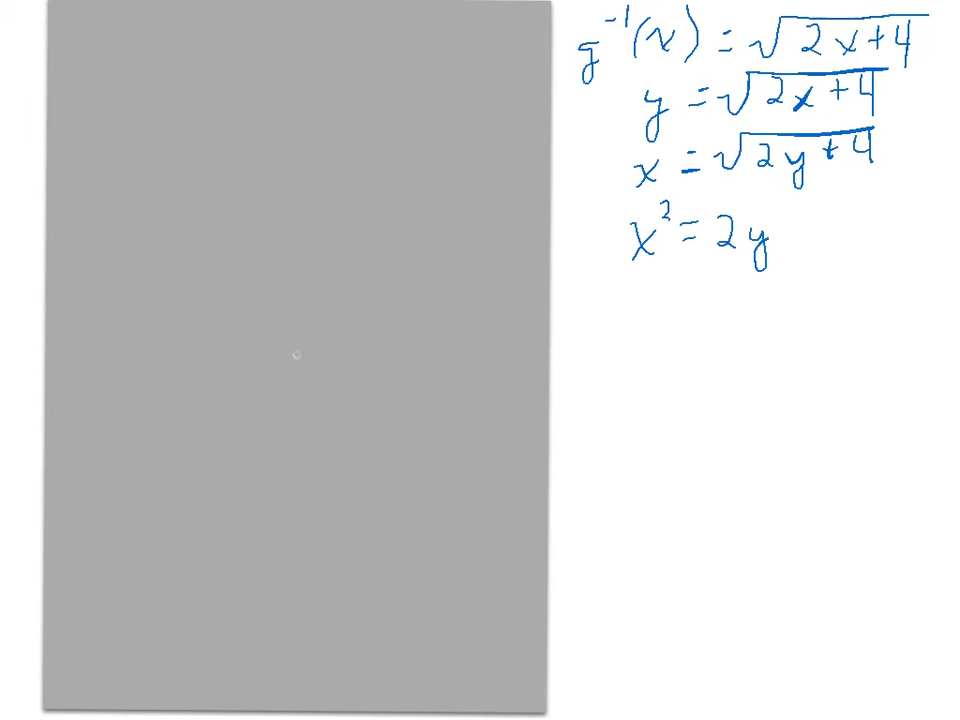 g⁻¹(x) = √(2x+4)
y = √(2x+4)
x = √(2y+4)
x² = 2y